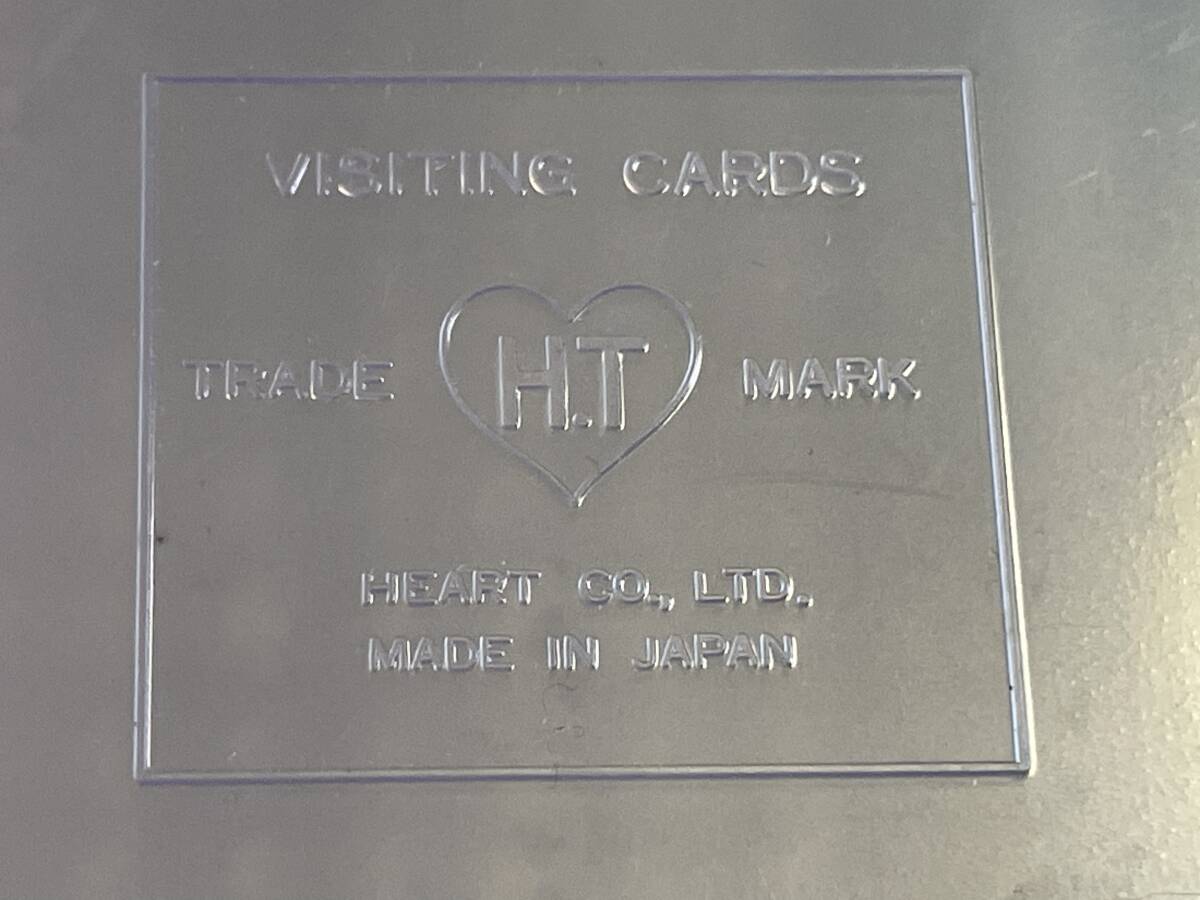 VISITING CARDS
TRADE H.T MARK
HEART CO., LTD.
MADE IN JAPAN